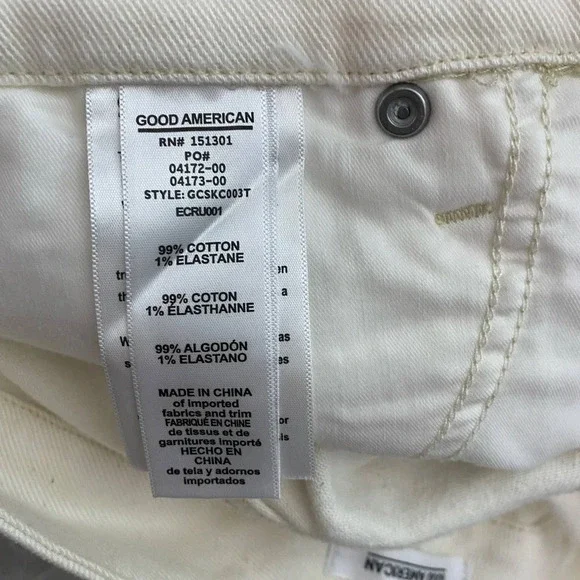 GOOD AMERICAN
RN# 151301
PO#
04172-00
04173-00
STYLE: GCSKC003T
ECRU001
99% COTTON
1% ELASTANE
99% COTON
1% ÉLASTHANNE
99% ALGODÓN
1% ELASTANO
MADE IN CHINA
of imported
fabrics and trim
FABRIQUÉ EN CHINE
de tissus et de
garnitures importé
HECHO EN
CHINA
de tela y adornos
importados
AMERICAN